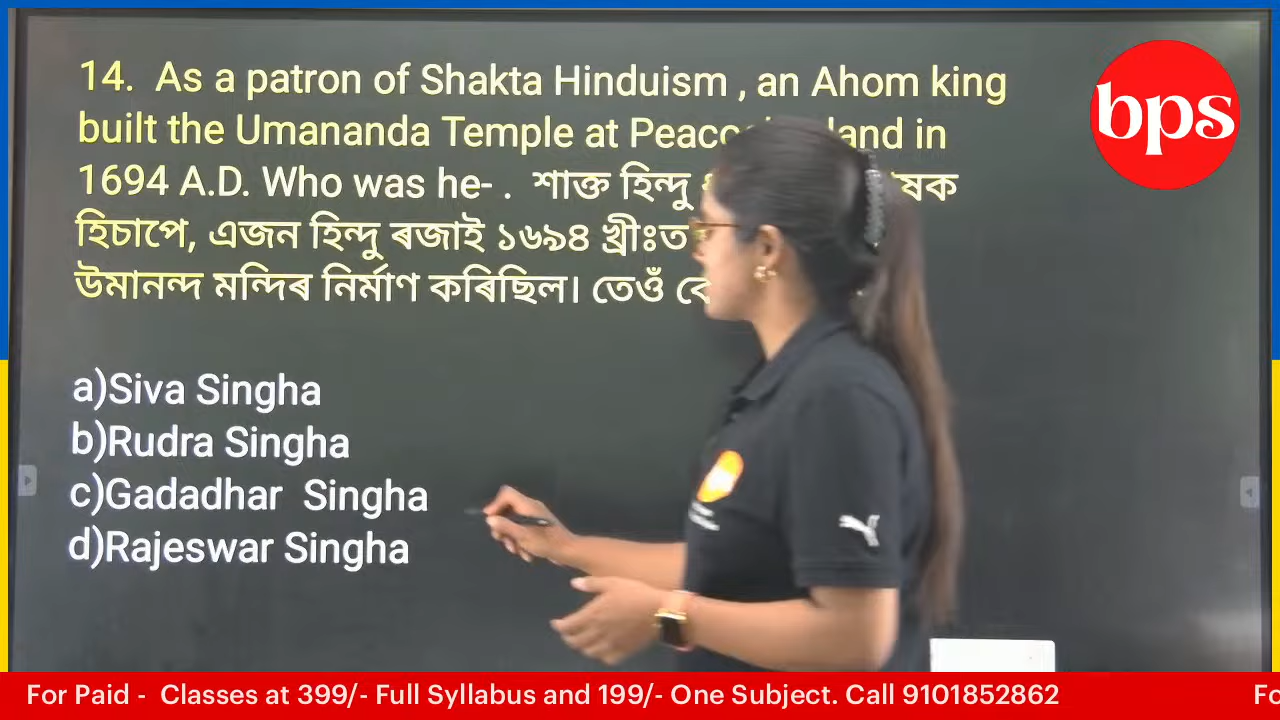 14. As a patron of Shakta Hinduism , an Ahom king
built the Umananda Temple at in
1694 A.D. Who was he- . শাক্ত হিন্দু
হিচাপে, এজন হিন্দু ৰজাই ১৬৯৪ খ্ৰীঃত
উমানন্দ মন্দিৰ নিৰ্মাণ কৰিছিল। তেওঁ
a)Siva Singha
b)Rudra Singha
c)Gadadhar Singha
d)Rajeswar Singha
bps
For Paid - Classes at 399/- Full Syllabus and 199/- One Subject. Call 9101852862